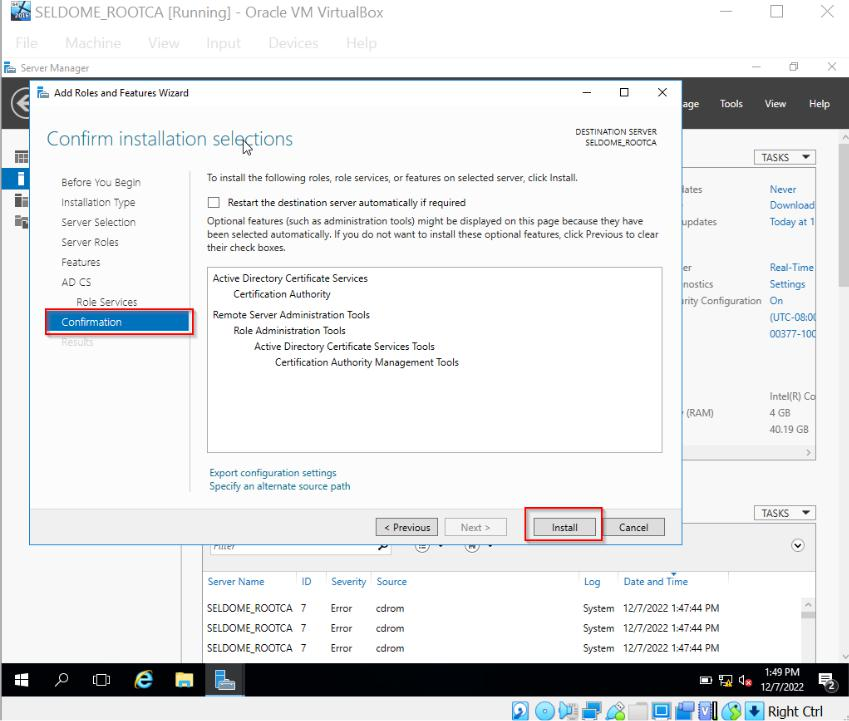 SELDOME_ROOTCA [Running] - Oracle VM VirtualBox
File Machine View Input Devices Help
Server Manager
Add Roles and Features Wizard
age Tools View Help
Confirm installation selections
DESTINATION SERVER
SELDOME_ROOTCA
TASKS
Before You Begin
Installation Type
Server Selection
Server Roles
Features
AD CS
Role Services
Confirmation
Results
To install the following roles, role services, or features on selected server, click Install.
Restart the destination server automatically if required
Optional features (such as administration tools) might be displayed on this page because they have
been selected automatically. If you do not want to install these optional features, click Previous to clear
their check boxes.
Active Directory Certificate Services
Certification Authority
Remote Server Administration Tools
Role Administration Tools
Active Directory Certificate Services Tools
Certification Authority Management Tools
Export configuration settings
Specify an alternate source path
< Previous Next > Install Cancel
dates Never
Download
updates Today at 1
er Real-Time
nostics Settings
urity Configuration On
(UTC-08:00
00377-100
Intel(R) Co
(RAM) 4 GB
40.19 GB
TASKS
Filter
Server Name ID Severity Source Log Date and Time
SELDOME_ROOTCA 7 Error cdrom System 12/7/2022 1:47:44 PM
SELDOME_ROOTCA 7 Error cdrom System 12/7/2022 1:47:44 PM
SELDOME_ROOTCA 7 Error cdrom System 12/7/2022 1:47:44 PM
1:49 PM
12/7/2022
2
Right Ctrl